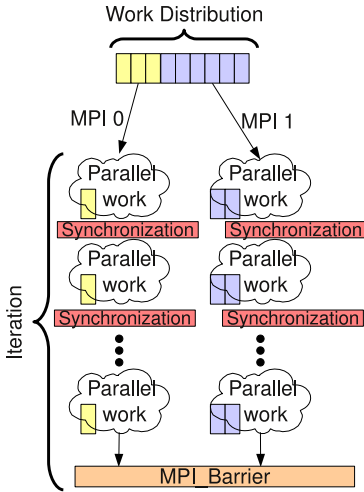 Work Distribution
MPI 0
MPI 1
Parallel
work
Parallel
work
Synchronization
Synchronization
Parallel
work
Parallel
work
Synchronization
Synchronization
Iteration
Parallel
work
Parallel
work
MPI_Barrier